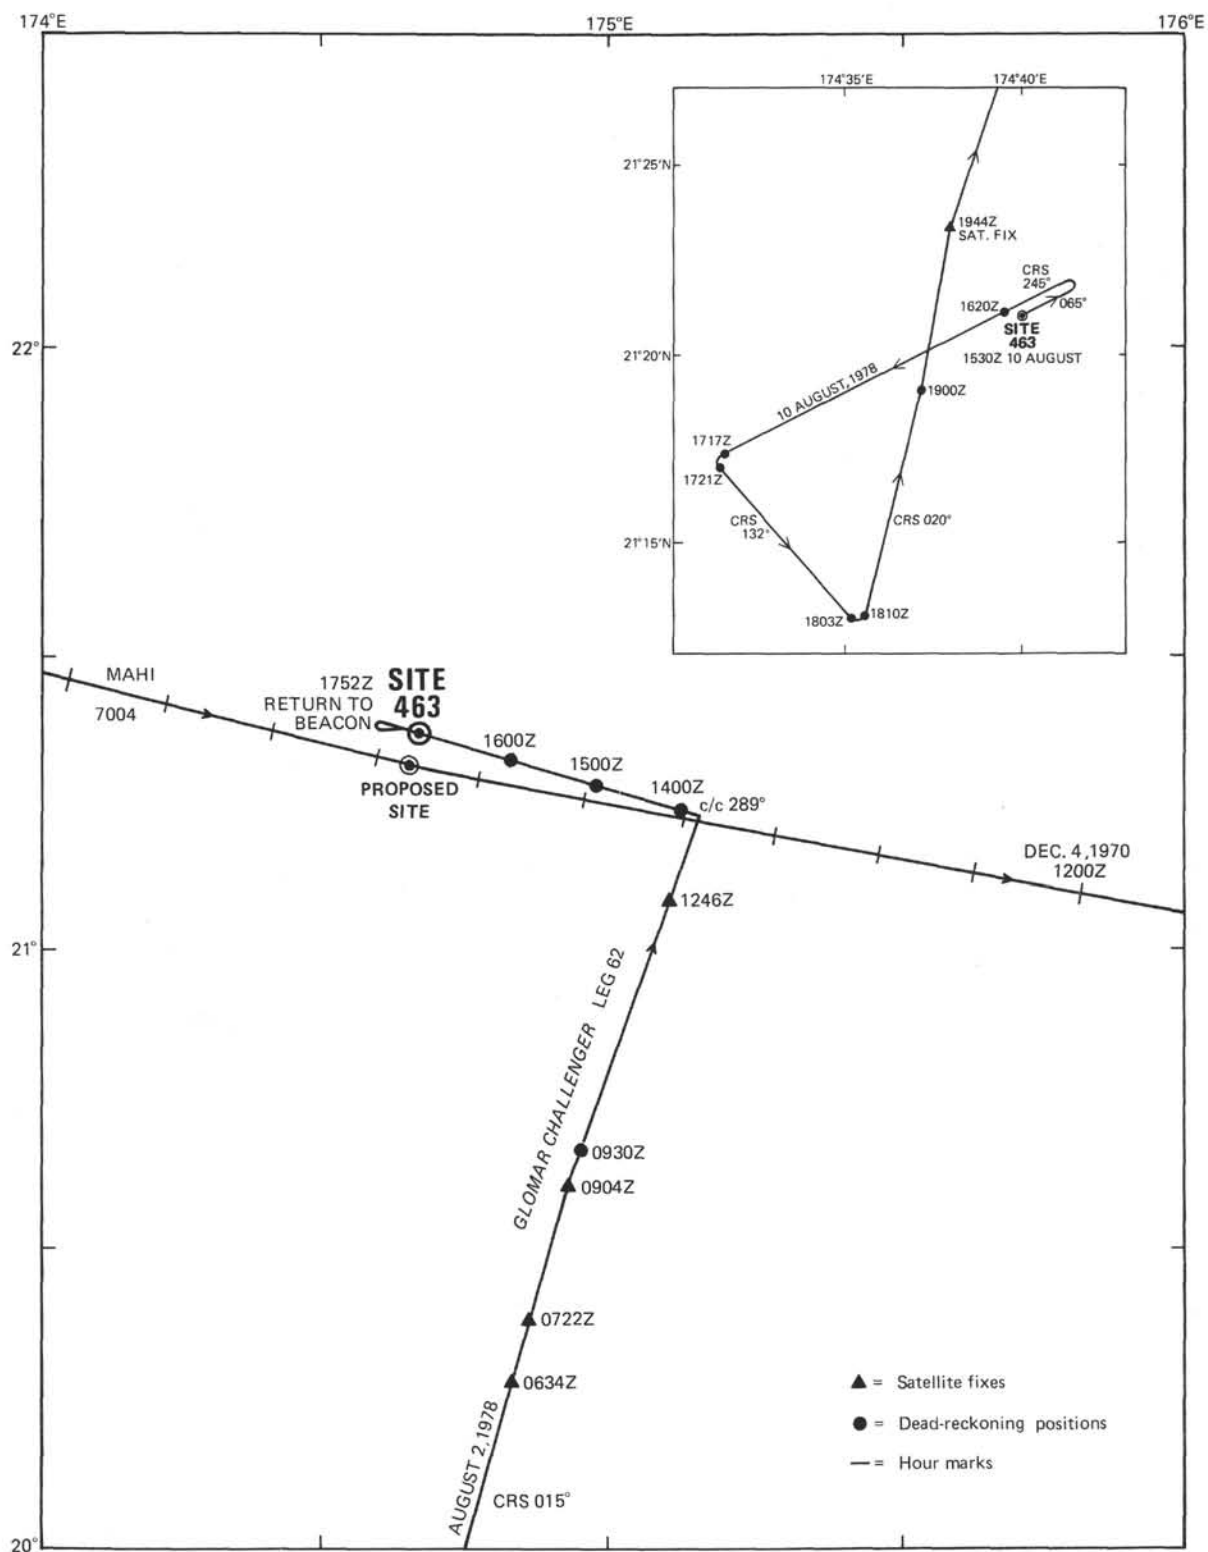 174°E
175°E
176°E
174°35'E
174°40'E
21°25'N
1944Z
SAT. FIX
CRS
245°
1620Z
065°
SITE
463
1530Z 10 AUGUST
21°20'N
10 AUGUST, 1978
1900Z
1717Z
1721Z
CRS
132°
CRS 020°
21°15'N
1803Z
1810Z
22°
MAHI
7004
1752Z
RETURN TO
BEACON
SITE
463
1600Z
1500Z
1400Z
c/c 289°
PROPOSED
SITE
DEC. 4, 1970
1200Z
1246Z
21°
GLOMAR CHALLENGER LEG 62
0930Z
0904Z
0722Z
0634Z
AUGUST 2, 1978
CRS 015°
▲ = Satellite fixes
● = Dead-reckoning positions
— = Hour marks
20°